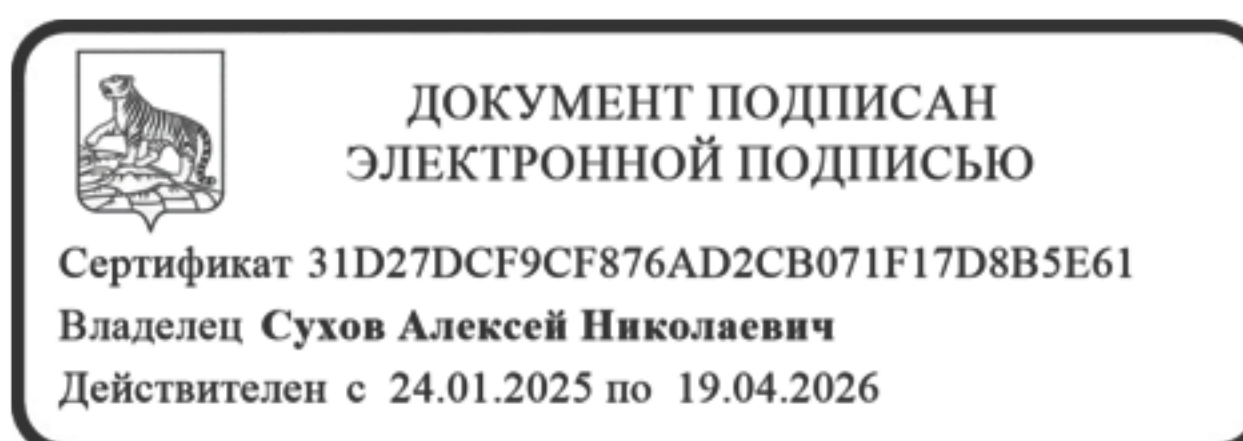 ДОКУМЕНТ ПОДПИСАН
ЭЛЕКТРОННОЙ ПОДПИСЬЮ
Сертификат 31D27DCF9CF876AD2CB071F17D8B5E61
Владелец Сухов Алексей Николаевич
Действителен с 24.01.2025 по 19.04.2026